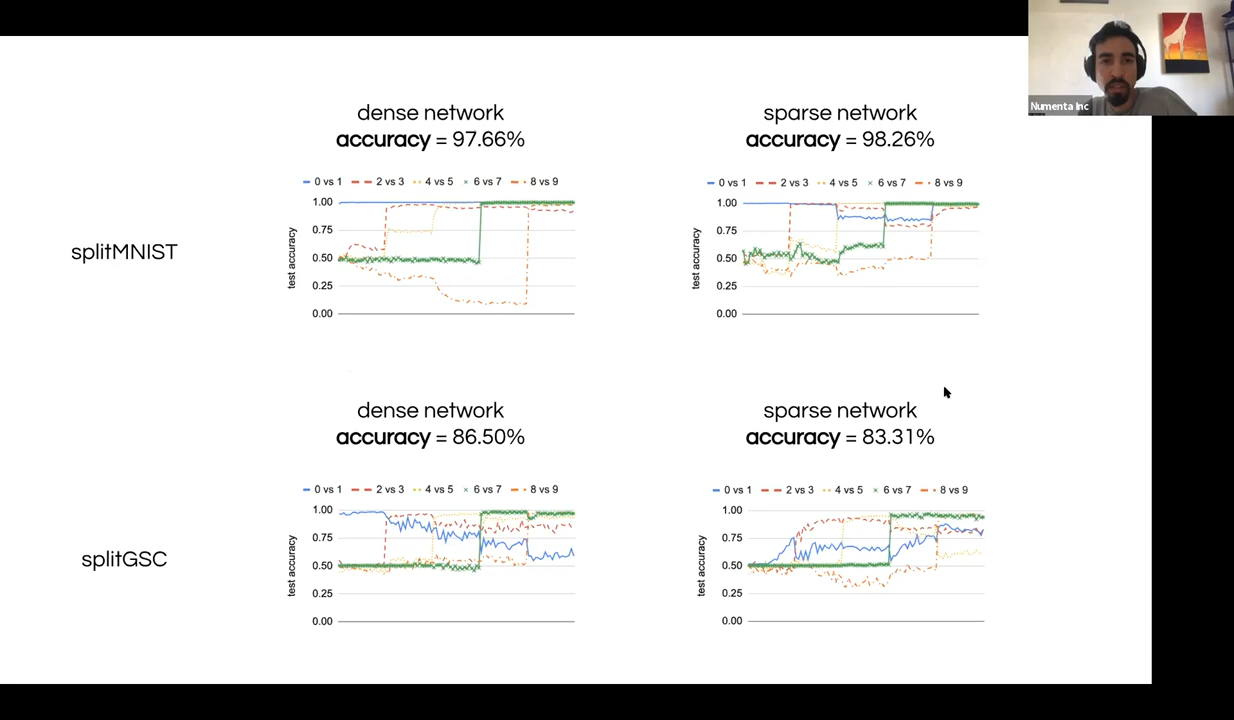 Numenta Inc
dense network
accuracy = 97.66%
sparse network
accuracy = 98.26%
splitMNIST
0 vs 1 2 vs 3 4 vs 5 6 vs 7 8 vs 9
test accuracy
1.00
0.75
0.50
0.25
0.00
0 vs 1 2 vs 3 4 vs 5 6 vs 7 8 vs 9
test accuracy
1.00
0.75
0.50
0.25
0.00
dense network
accuracy = 86.50%
sparse network
accuracy = 83.31%
splitGSC
0 vs 1 2 vs 3 4 vs 5 6 vs 7 8 vs 9
test accuracy
1.00
0.75
0.50
0.25
0.00
0 vs 1 2 vs 3 4 vs 5 6 vs 7 8 vs 9
test accuracy
1.00
0.75
0.50
0.25
0.00